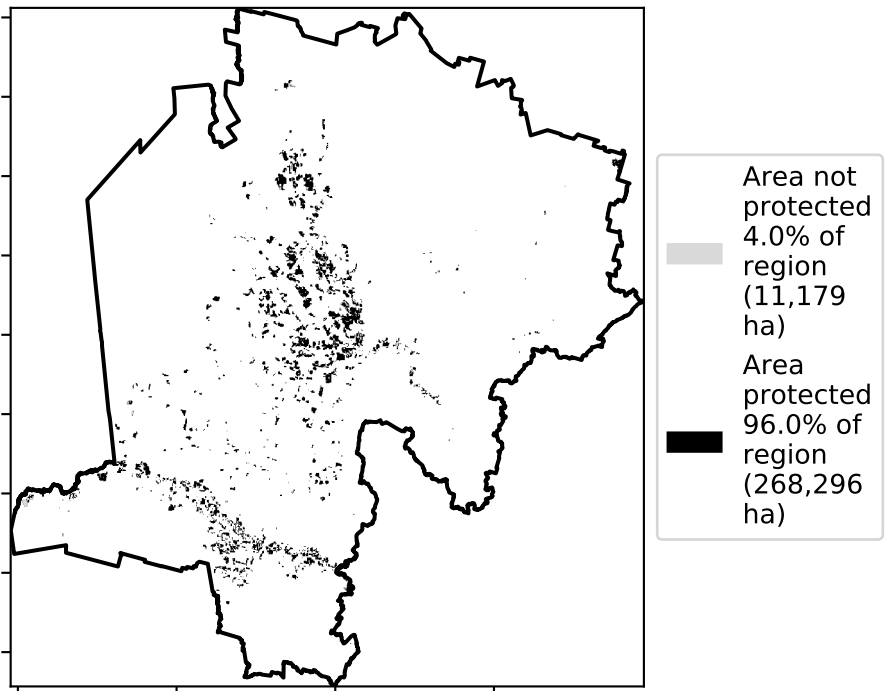 Area not
protected
4.0% of
region
(11,179
ha)
Area
protected
96.0% of
region
(268,296
ha)